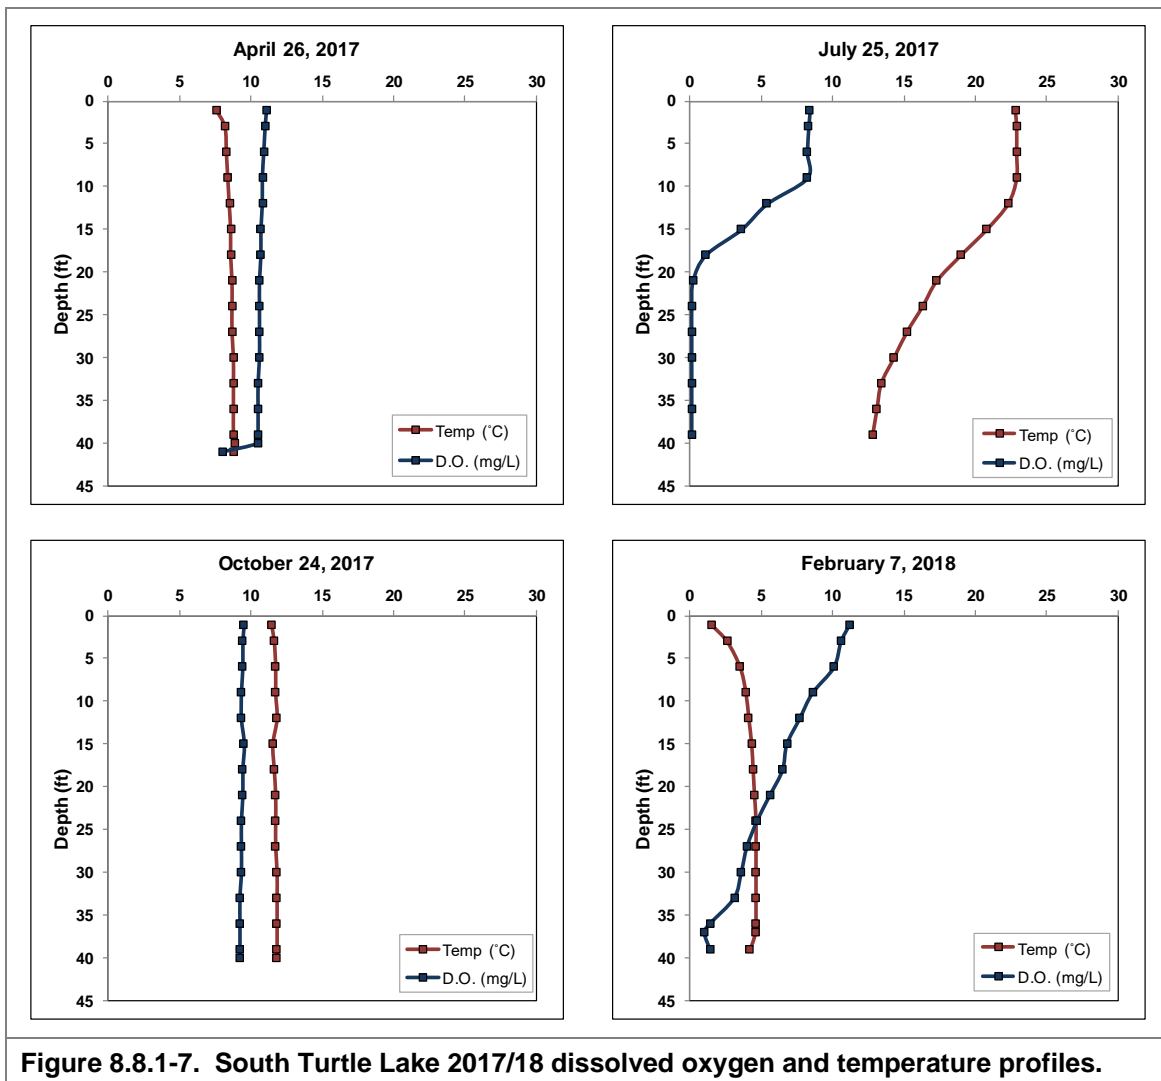 April 26, 2017
0 5 10 15 20 25 30
0
5
10
15
20
25
30
35
40
45
Depth (ft)
Temp (˚C)
D.O. (mg/L)
July 25, 2017
0 5 10 15 20 25 30
0
5
10
15
20
25
30
35
40
45
Depth (ft)
Temp (˚C)
D.O. (mg/L)
October 24, 2017
0 5 10 15 20 25 30
0
5
10
15
20
25
30
35
40
45
Depth (ft)
Temp (˚C)
D.O. (mg/L)
February 7, 2018
0 5 10 15 20 25 30
0
5
10
15
20
25
30
35
40
45
Depth (ft)
Temp (˚C)
D.O. (mg/L)
Figure 8.8.1-7. South Turtle Lake 2017/18 dissolved oxygen and temperature profiles.